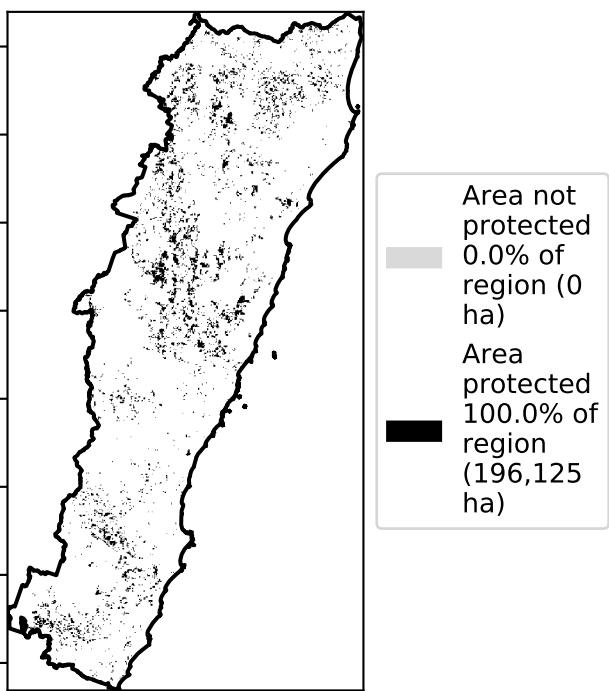 Area not
protected
0.0% of
region (0
ha)
Area
protected
100.0% of
region
(196,125
ha)